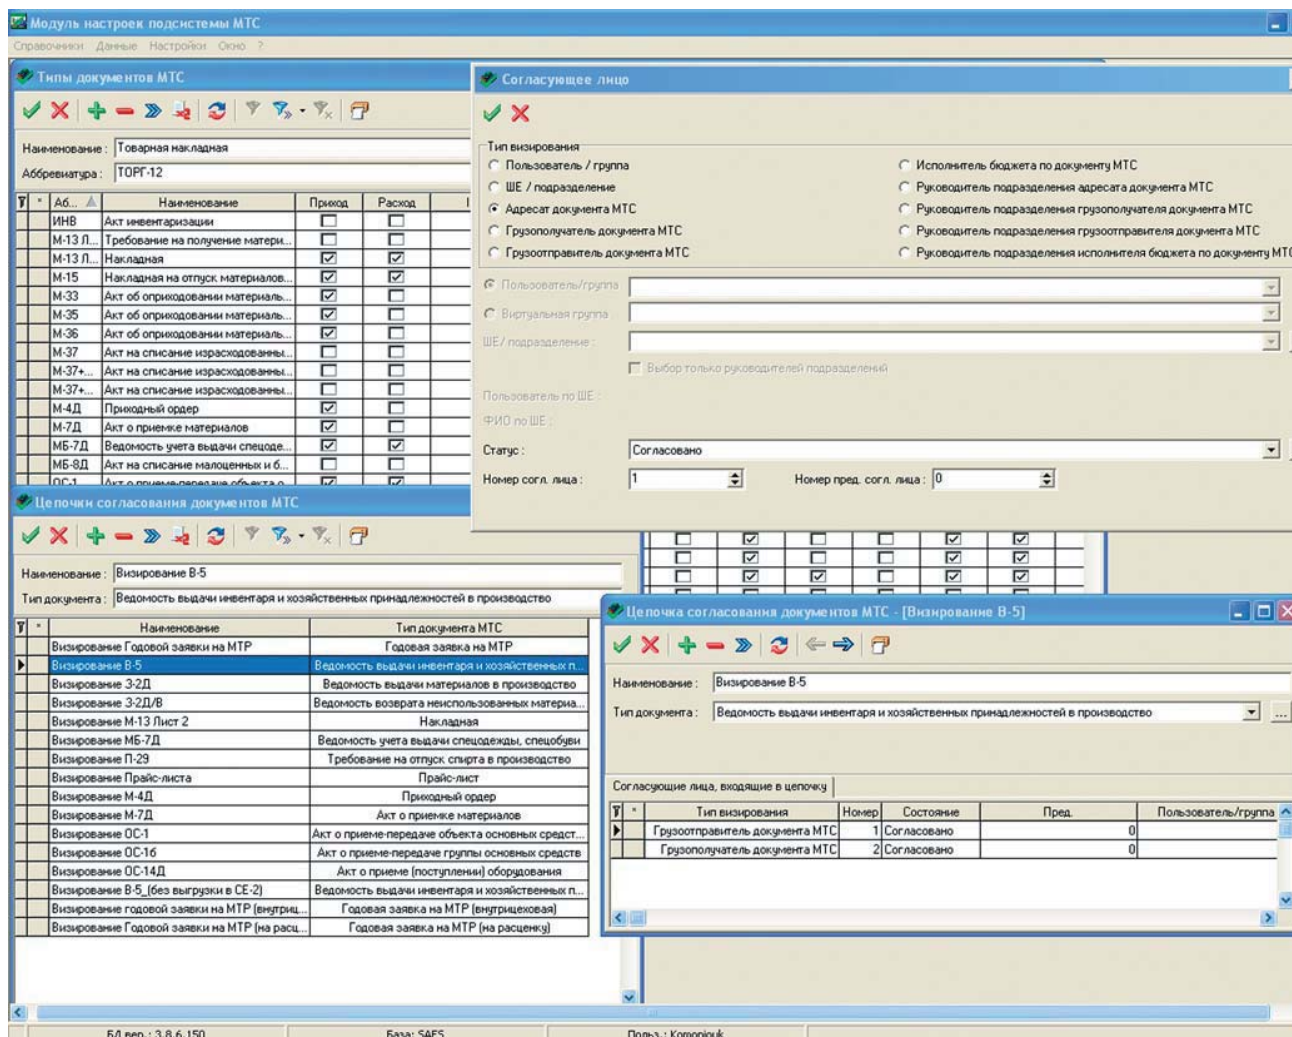 Модуль настроек подсистемы МТС
Справочники Данные Настройки Окно ?
Типы документов МТС
Наименование : Товарная накладная
Аббревиатура : ТОРГ-12
* Аб... Наименование Приход Расход
ИНВ Акт инвентаризации
М-13 Л... Требование на получение матери...
М-13 Л... Накладная
М-15 Накладная на отпуск материалов...
М-33 Акт об оприходовании материаль...
М-35 Акт об оприходовании материаль...
М-36 Акт об оприходовании материаль...
М-37 Акт на списание израсходованны...
М-37+... Акт на списание израсходованны...
М-37+... Акт на списание израсходованны...
М-4Д Приходный ордер
М-7Д Акт о приемке материалов
МБ-7Д Ведомость учета выдачи спецоде...
МБ-8Д Акт на списание малоценных и б...
ОС-1 Акт о приеме-передаче объекта о...
Согласующее лицо
Тип визирования
Пользователь / группа
ШЕ / подразделение
Адресат документа МТС
Грузополучатель документа МТС
Грузоотправитель документа МТС
Исполнитель бюджета по документу МТС
Руководитель подразделения адресата документа МТС
Руководитель подразделения грузополучателя документа МТС
Руководитель подразделения грузоотправителя документа МТС
Руководитель подразделения исполнителя бюджета по документу МТС
Пользователь/группа
Виртуальная группа
ШЕ/ подразделение :
Выбор только руководителей подразделений
Пользователь по ШЕ :
ФИО по ШЕ :
Статус : Согласовано
Номер согл. лица : 1 Номер пред. согл. лица : 0
Цепочки согласования документов МТС
Наименование : Визирование В-5
Тип документа : Ведомость выдачи инвентаря и хозяйственных принадлежностей в производство
* Наименование Тип документа МТС
Визирование Годовой заявки на МТР Годовая заявка на МТР
Визирование В-5 Ведомость выдачи инвентаря и хозяйственных п...
Визирование З-2Д Ведомость выдачи материалов в производство
Визирование З-2Д/В Ведомость возврата неиспользованных материа...
Визирование М-13 Лист 2 Накладная
Визирование МБ-7Д Ведомость учета выдачи спецодежды, спецобуви
Визирование П-29 Требование на отпуск спирта в производство
Визирование Прайс-листа Прайс-лист
Визирование М-4Д Приходный ордер
Визирование М-7Д Акт о приемке материалов
Визирование ОС-1 Акт о приеме-передаче объекта основных средст...
Визирование ОС-1б Акт о приеме-передаче группы основных средств
Визирование ОС-14Д Акт о приеме (поступлении) оборудования
Визирование В-5_(без выгрузки в СЕ-2) Ведомость выдачи инвентаря и хозяйственных п...
Визирование годовой заявки на МТР (внутриц... Годовая заявка на МТР (внутрицеховая)
Визирование Годовой заявки на МТР (на расц... Годовая заявка на МТР (на расценку)
Цепочка согласования документов МТС - [Визирование В-5]
Наименование : Визирование В-5
Тип документа : Ведомость выдачи инвентаря и хозяйственных принадлежностей в производство ...
Согласующие лица, входящие в цепочку
* Тип визирования Номер Состояние Пред. Пользователь/группа
Грузоотправитель документа МТС 1 Согласовано 0
Грузополучатель документа МТС 2 Согласовано 0
БД вер.: 3.8.6.150 База: SAFS Польз.: Komopjouk